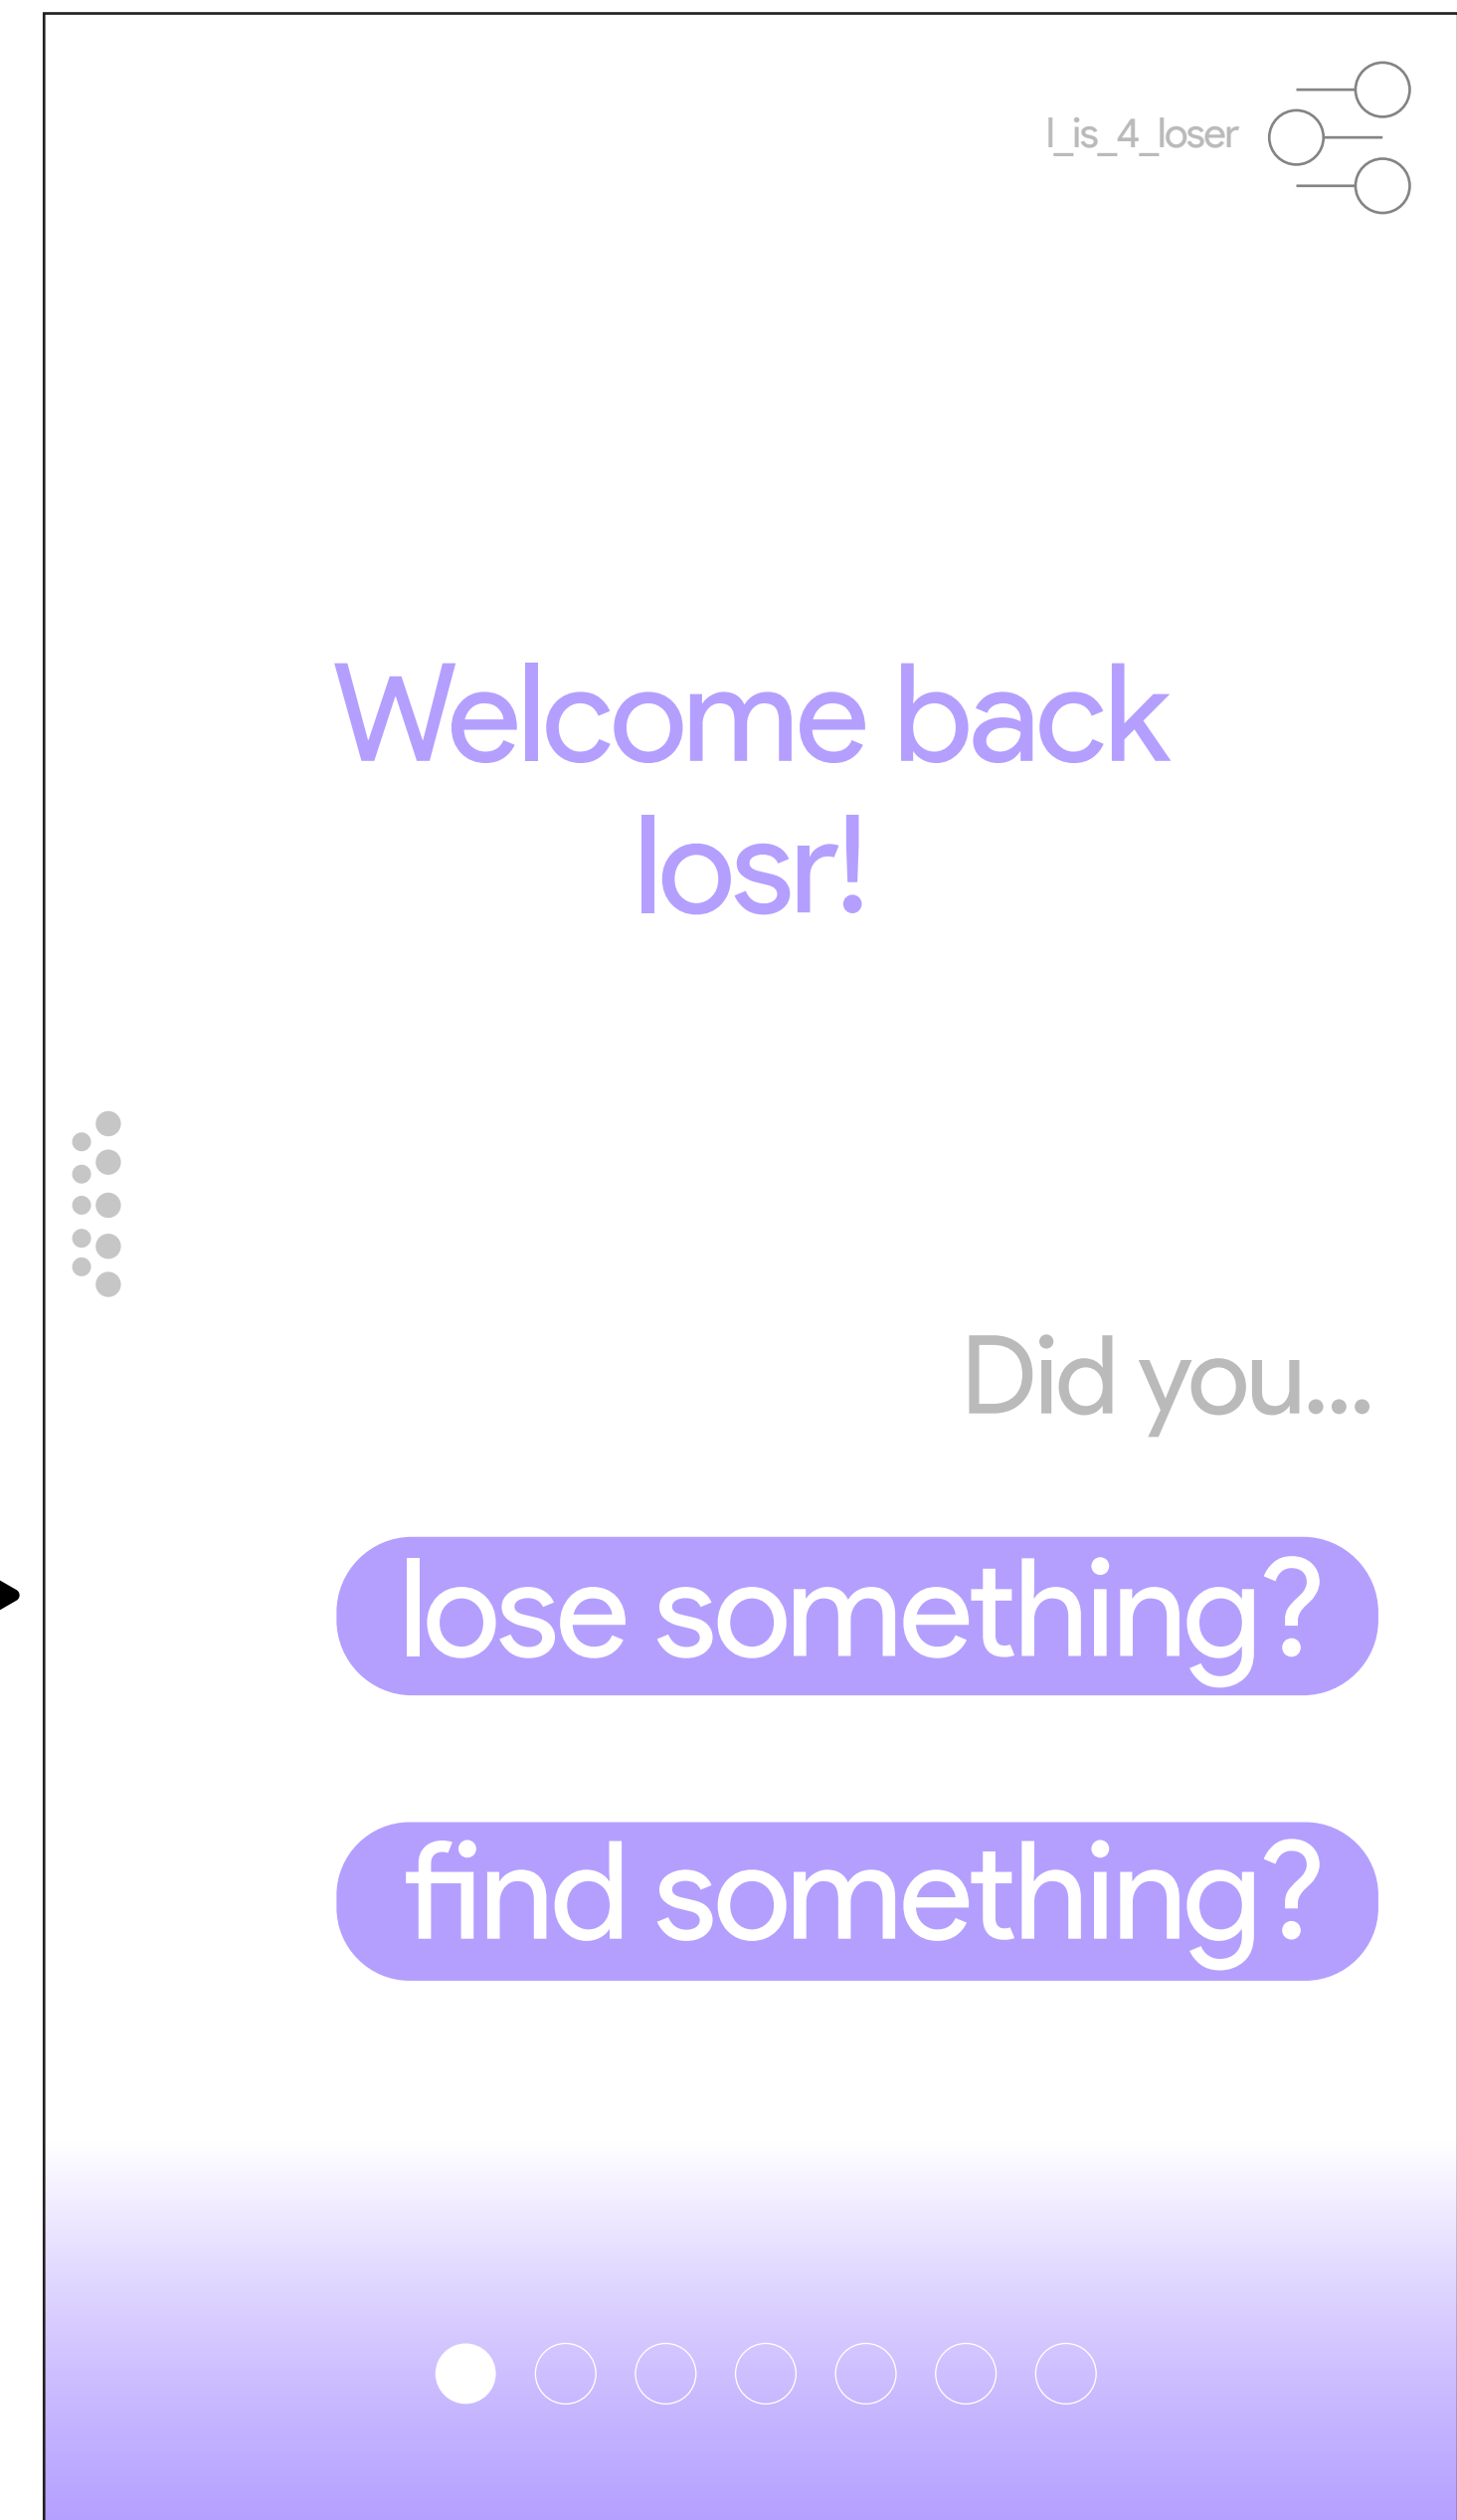 l_is_4_loser
Welcome back
losr!
Did you...
lose something?
find something?